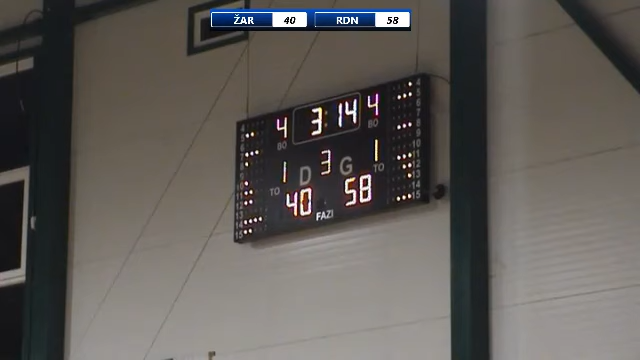 ŽAR 40 RDN 58
4 3:14 4
BO BO
1 3 1
TO D G TO
40 58
FAZI